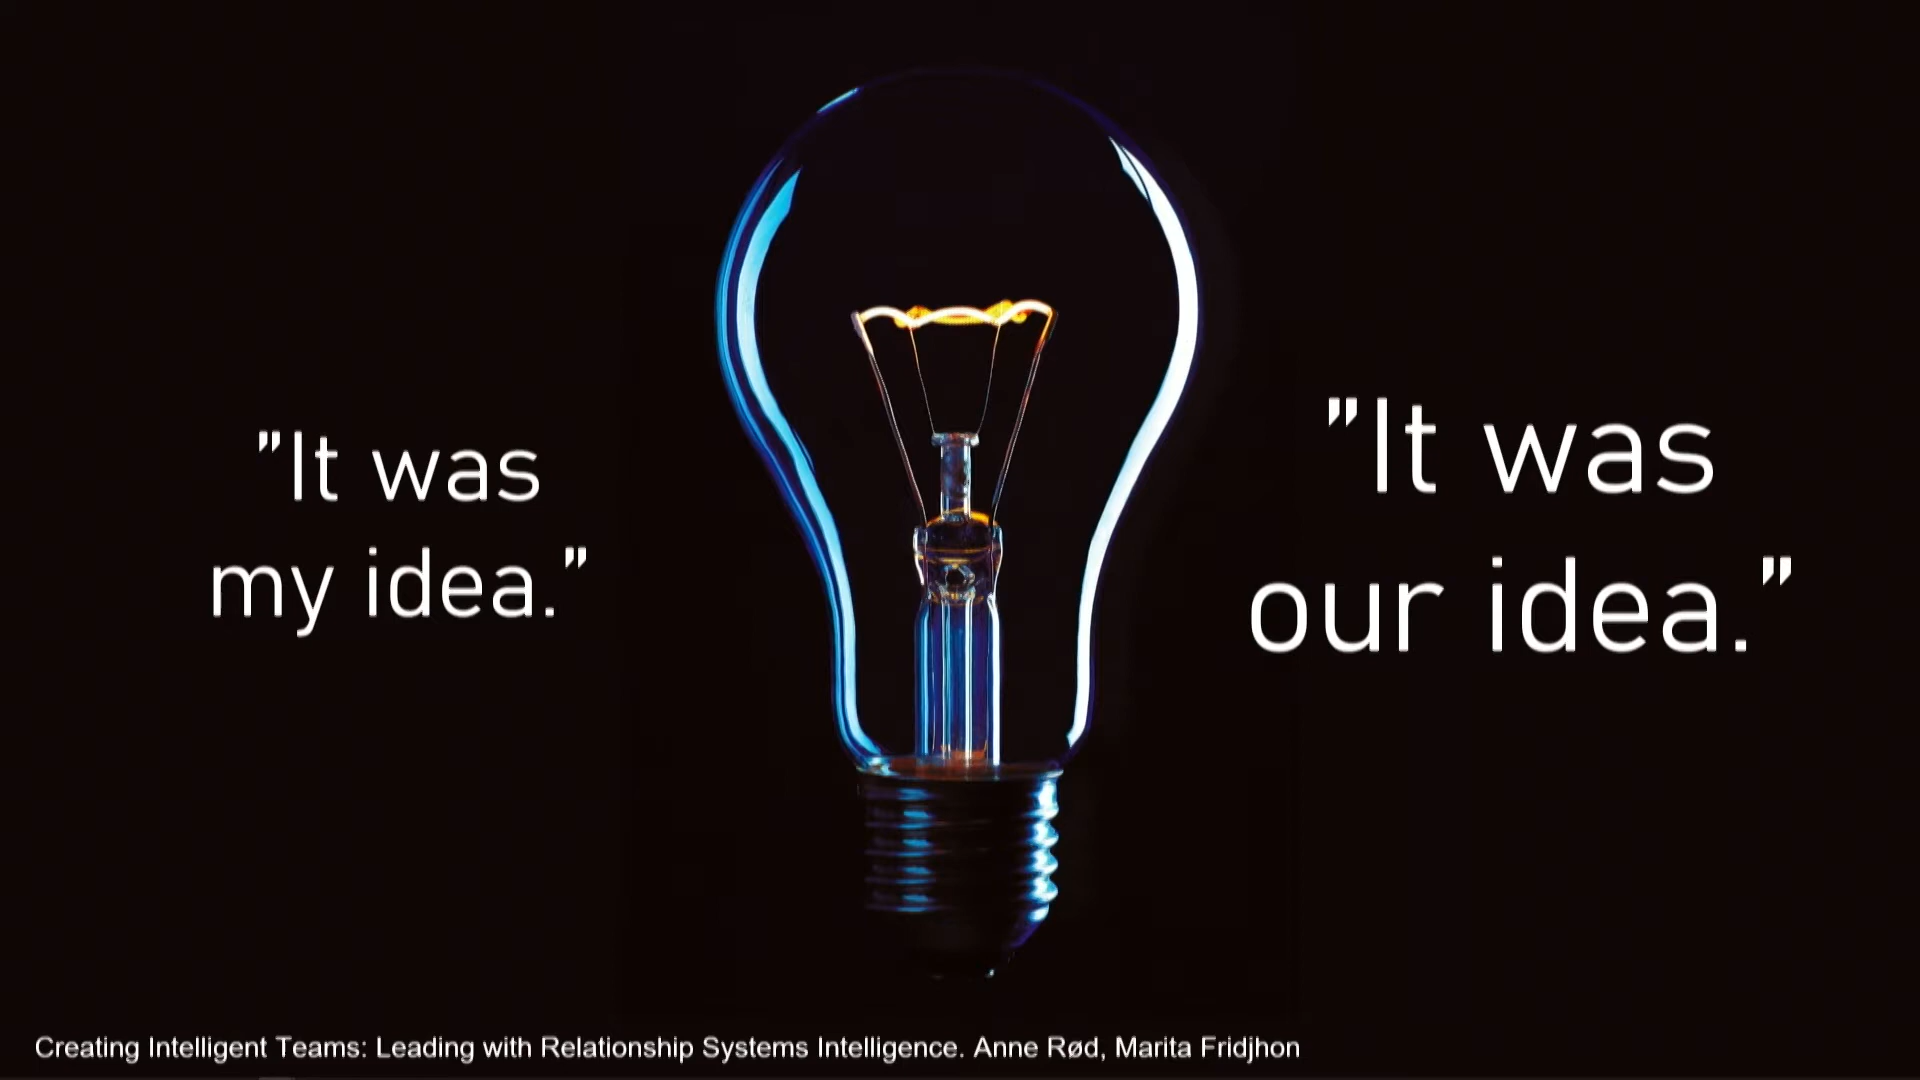 "It was
my idea."
"It was
our idea."
Creating Intelligent Teams: Leading with Relationship Systems Intelligence. Anne Rød, Marita Fridjhon